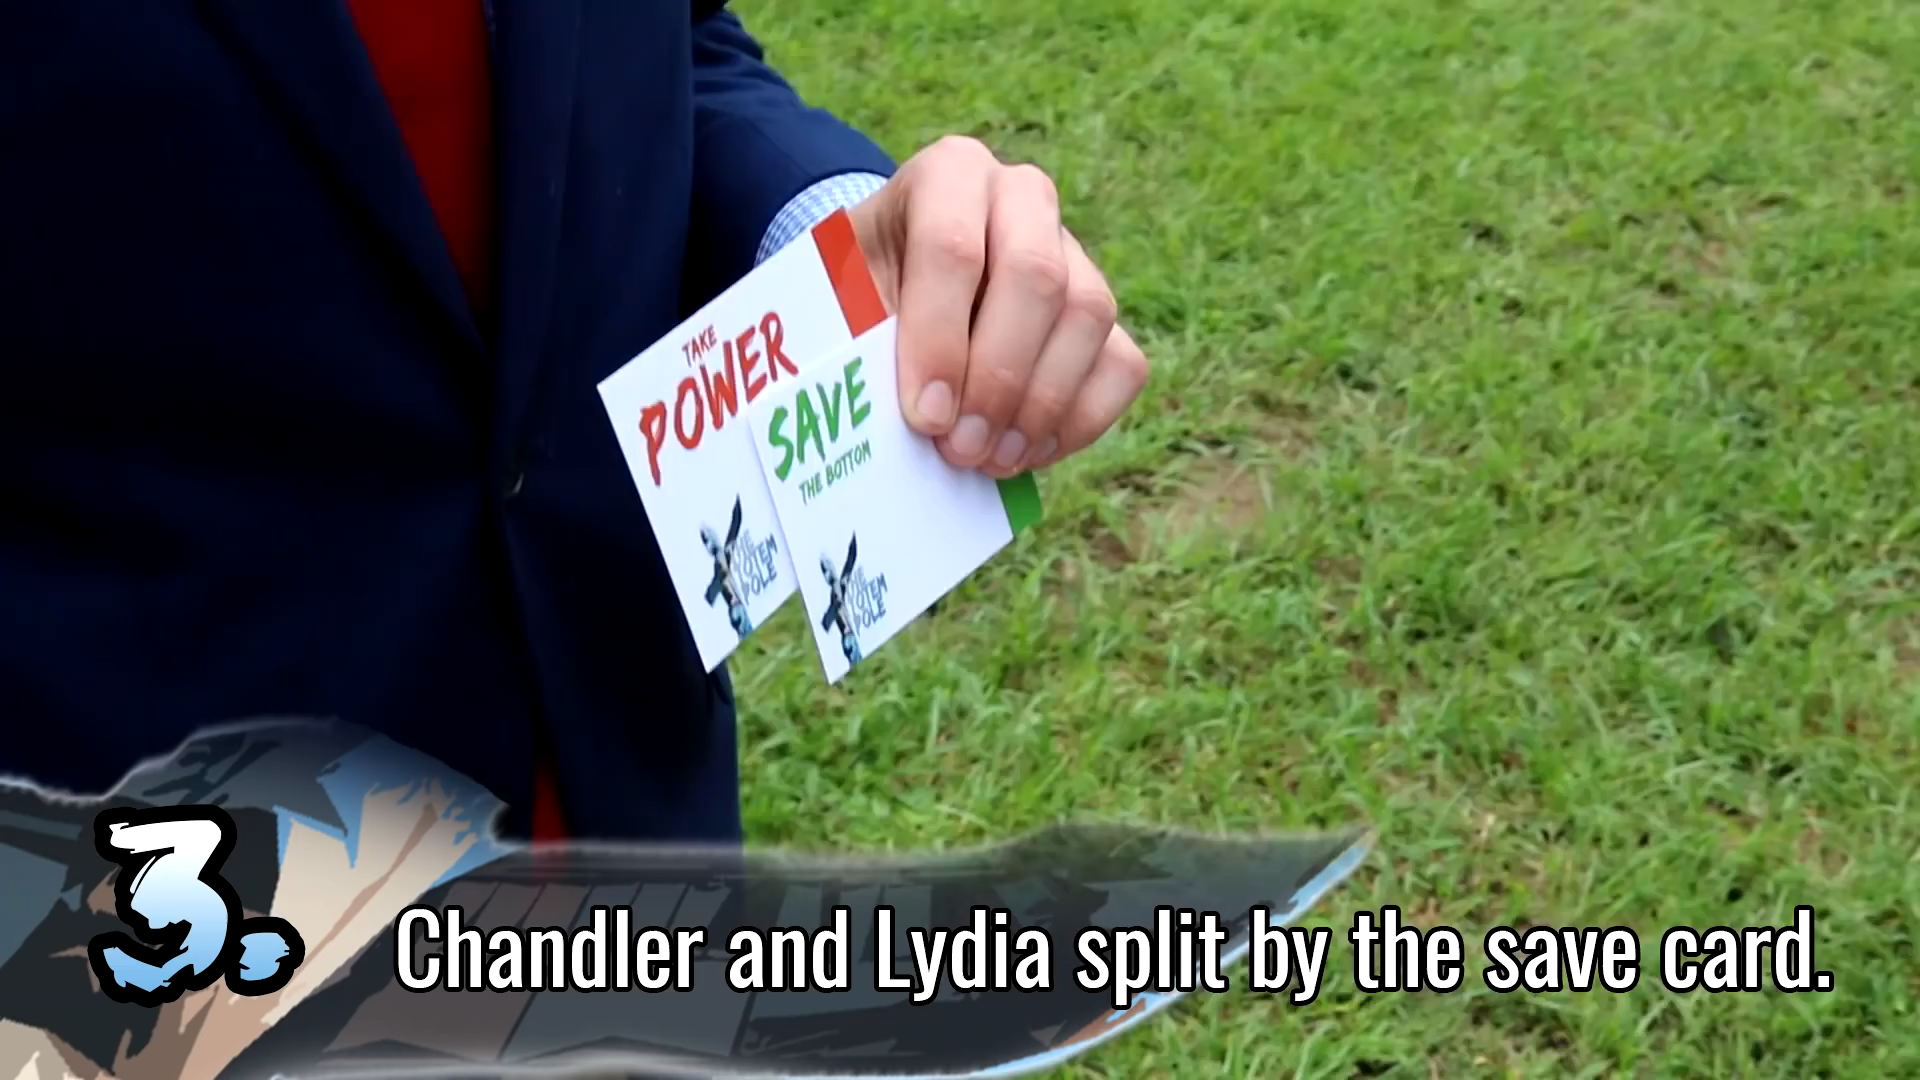 TAKE
POWER
SAVE
THE BOTTOM
THE
TOTEM
POLE
THE
TOTEM
POLE
3.
Chandler and Lydia split by the save card.